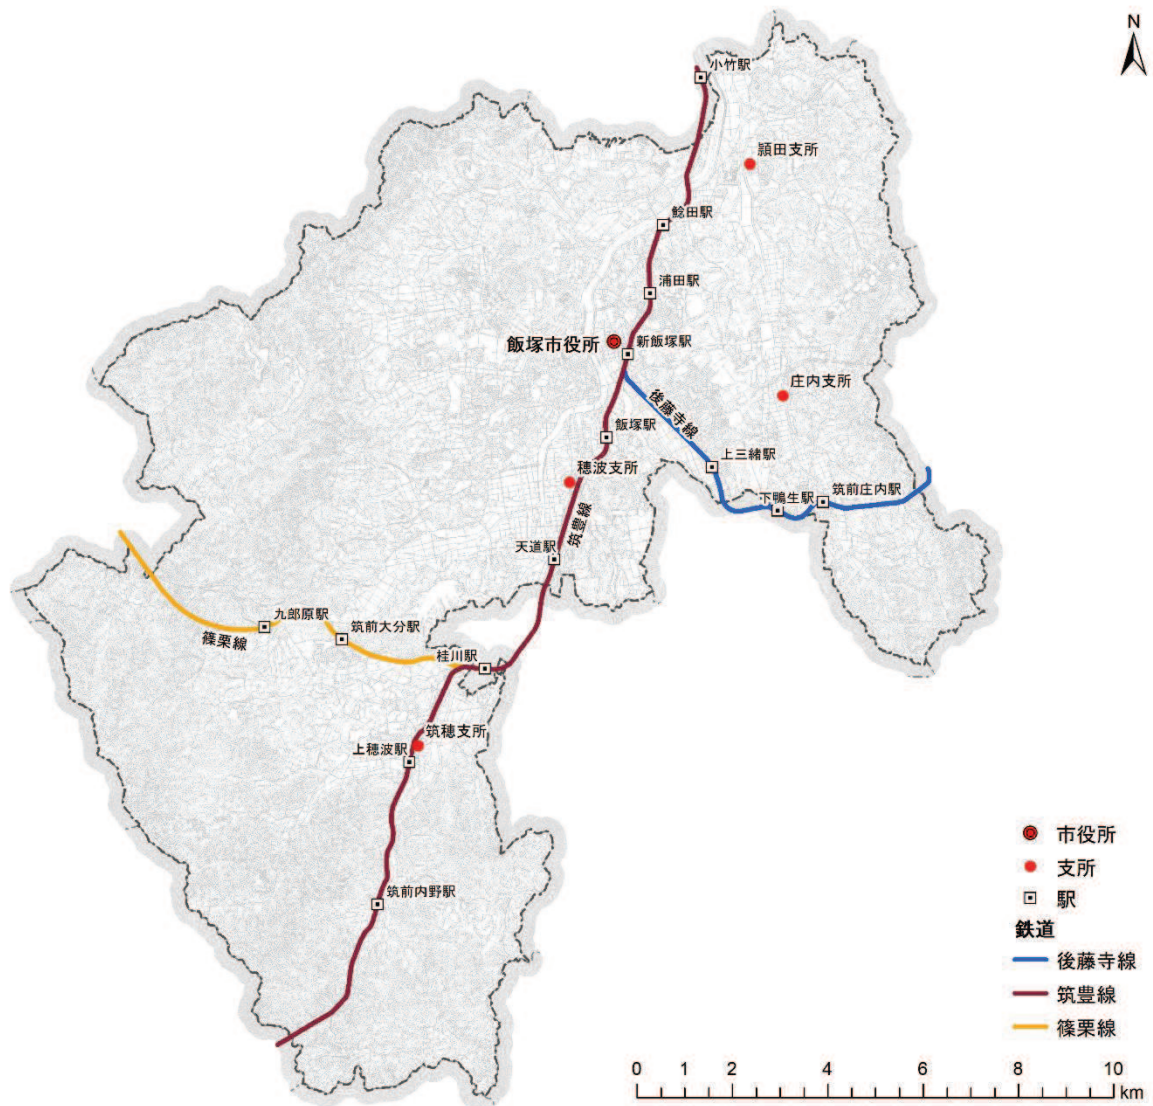 N
小竹駅
頴田支所
鯰田駅
浦田駅
飯塚市役所
新飯塚駅
庄内支所
後藤寺線
飯塚駅
上三緒駅
穂波支所
下鴨生駅
筑前庄内駅
筑豊線
天道駅
九郎原駅
筑前大分駅
篠栗線
桂川駅
筑穂支所
上穂波駅
筑前内野駅
市役所
支所
駅
鉄道
後藤寺線
筑豊線
篠栗線
0 1 2 4 6 8 10
km